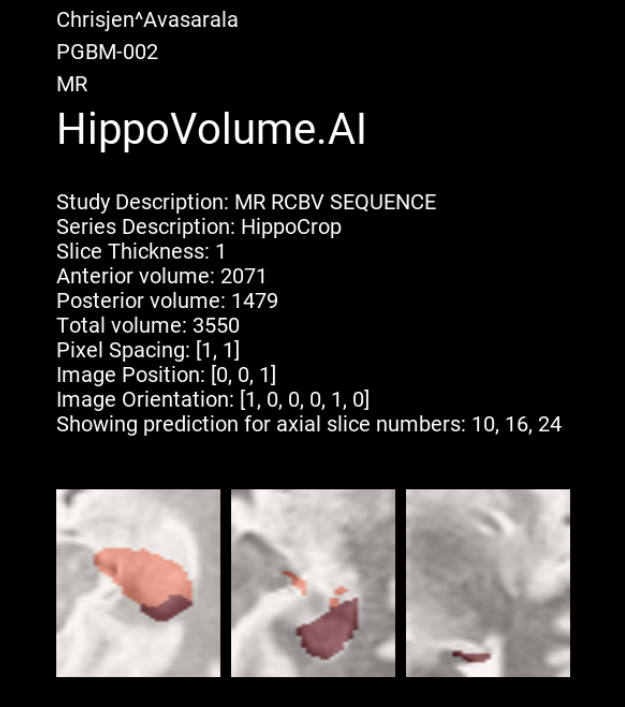 Chrisjen^Avasarala
PGBM-002
MR
HippoVolume.AI
Study Description: MR RCBV SEQUENCE
Series Description: HippoCrop
Slice Thickness: 1
Anterior volume: 2071
Posterior volume: 1479
Total volume: 3550
Pixel Spacing: [1, 1]
Image Position: [0, 0, 1]
Image Orientation: [1, 0, 0, 0, 1, 0]
Showing prediction for axial slice numbers: 10, 16, 24